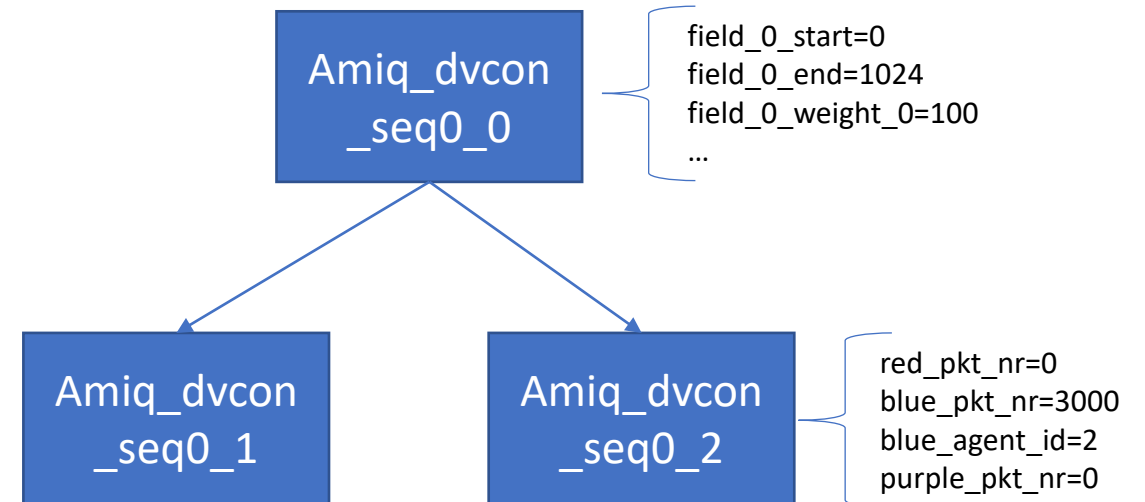 Amiq_dvcon
_seq0_0
field_0_start=0
field_0_end=1024
field_0_weight_0=100
…
Amiq_dvcon
_seq0_1
Amiq_dvcon
_seq0_2
red_pkt_nr=0
blue_pkt_nr=3000
blue_agent_id=2
purple_pkt_nr=0